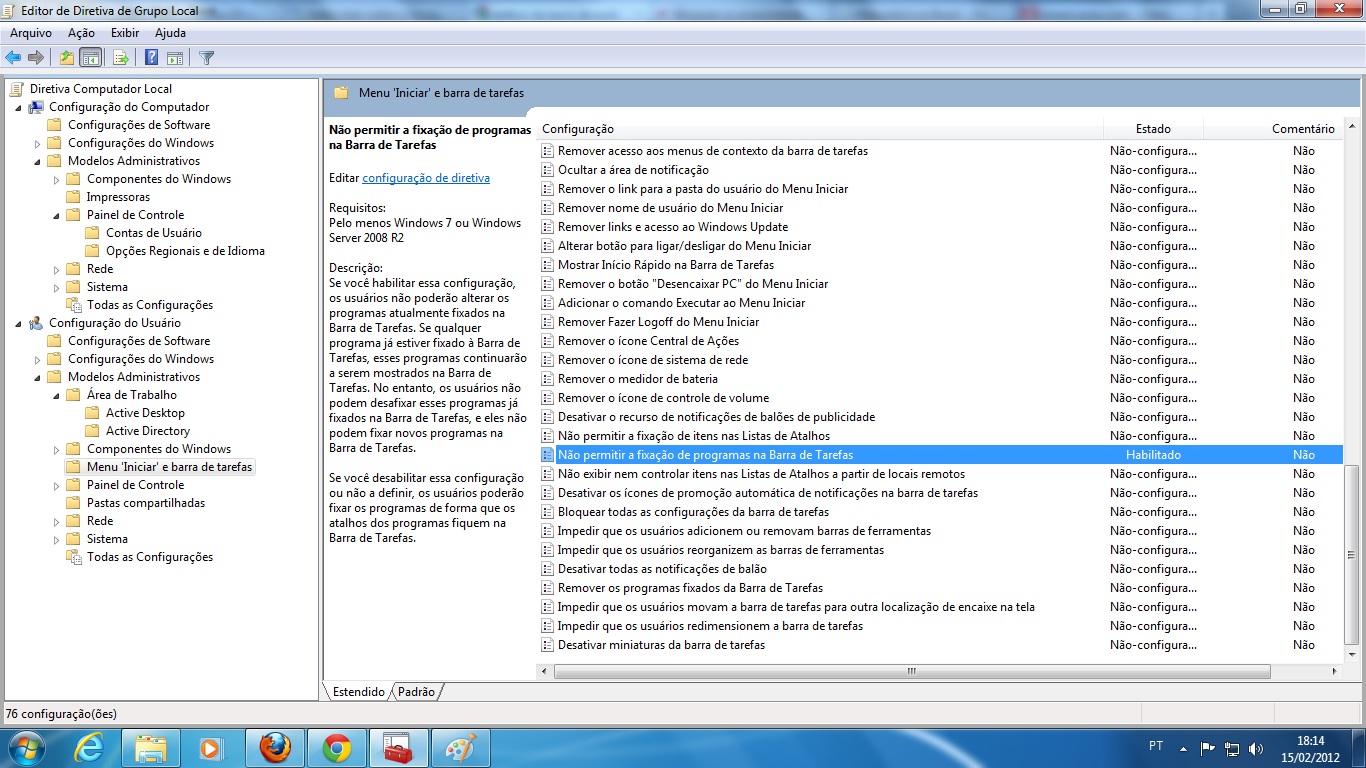 Editor de Diretiva de Grupo Local
Arquivo Ação Exibir Ajuda
Diretiva Computador Local
Configuração do Computador
Configurações de Software
Configurações do Windows
Modelos Administrativos
Componentes do Windows
Impressoras
Painel de Controle
Contas de Usuário
Opções Regionais e de Idioma
Rede
Sistema
Todas as Configurações
Configuração do Usuário
Configurações de Software
Configurações do Windows
Modelos Administrativos
Área de Trabalho
Active Desktop
Active Directory
Componentes do Windows
Menu 'Iniciar' e barra de tarefas
Painel de Controle
Pastas compartilhadas
Rede
Sistema
Todas as Configurações
Menu 'Iniciar' e barra de tarefas
Não permitir a fixação de programas
na Barra de Tarefas
Editar configuração de diretiva
Requisitos:
Pelo menos Windows 7 ou Windows
Server 2008 R2
Descrição:
Se você habilitar essa configuração,
os usuários não poderão alterar os
programas atualmente fixados na
Barra de Tarefas. Se qualquer
programa já estiver fixado à Barra de
Tarefas, esses programas continuarão
a serem mostrados na Barra de
Tarefas. No entanto, os usuários não
podem desafixar esses programas já
fixados na Barra de Tarefas, e eles não
podem fixar novos programas na
Barra de Tarefas.
Se você desabilitar essa configuração
ou não a definir, os usuários poderão
fixar os programas de forma que os
atalhos dos programas fiquem na
Barra de Tarefas.
Configuração Estado Comentário
Remover acesso aos menus de contexto da barra de tarefas Não-configura... Não
Ocultar a área de notificação Não-configura... Não
Remover o link para a pasta do usuário do Menu Iniciar Não-configura... Não
Remover nome de usuário do Menu Iniciar Não-configura... Não
Remover links e acesso ao Windows Update Não-configura... Não
Alterar botão para ligar/desligar do Menu Iniciar Não-configura... Não
Mostrar Início Rápido na Barra de Tarefas Não-configura... Não
Remover o botão "Desencaixar PC" do Menu Iniciar Não-configura... Não
Adicionar o comando Executar ao Menu Iniciar Não-configura... Não
Remover Fazer Logoff do Menu Iniciar Não-configura... Não
Remover o ícone Central de Ações Não-configura... Não
Remover o ícone de sistema de rede Não-configura... Não
Remover o medidor de bateria Não-configura... Não
Remover o ícone de controle de volume Não-configura... Não
Desativar o recurso de notificações de balões de publicidade Não-configura... Não
Não permitir a fixação de itens nas Listas de Atalhos Não-configura... Não
Não permitir a fixação de programas na Barra de Tarefas Habilitado Não
Não exibir nem controlar itens nas Listas de Atalhos a partir de locais remotos Não-configura... Não
Desativar os ícones de promoção automática de notificações na barra de tarefas Não-configura... Não
Bloquear todas as configurações da barra de tarefas Não-configura... Não
Impedir que os usuários adicionem ou removam barras de ferramentas Não-configura... Não
Impedir que os usuários reorganizem as barras de ferramentas Não-configura... Não
Desativar todas as notificações de balão Não-configura... Não
Remover os programas fixados da Barra de Tarefas Não-configura... Não
Impedir que os usuários movam a barra de tarefas para outra localização de encaixe na tela Não-configura... Não
Impedir que os usuários redimensionem a barra de tarefas Não-configura... Não
Desativar miniaturas da barra de tarefas Não-configura... Não
Estendido Padrão
76 configuração(ões)
PT
18:14
15/02/2012